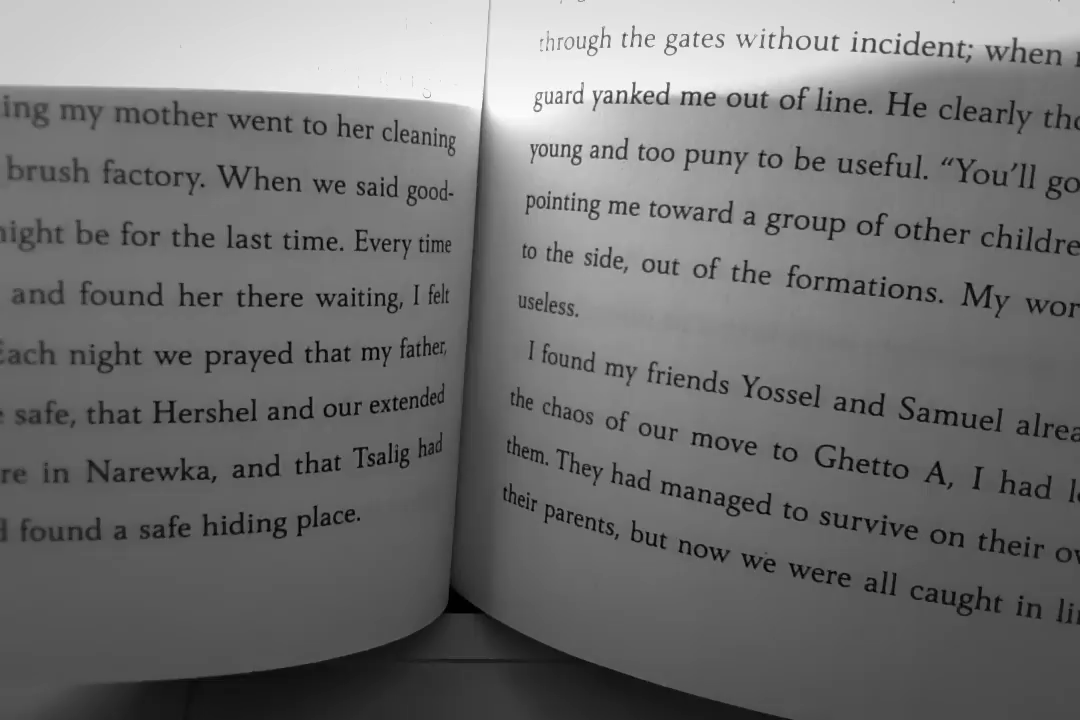 ing my mother went to her cleaning
brush factory. When we said good-
night be for the last time. Every time
and found her there waiting, I felt
Each night we prayed that my father,
safe, that Hershel and our extended
re in Narewka, and that Tsalig had
d found a safe hiding place.
through the gates without incident; when
guard yanked me out of line. He clearly tho
young and too puny to be useful. “You’ll go
pointing me toward a group of other childre
to the side, out of the formations. My wor
useless.
I found my friends Yossel and Samuel alrea
the chaos of our move to Ghetto A, I had l
them. They had managed to survive on their ow
their parents, but now we were all caught in li